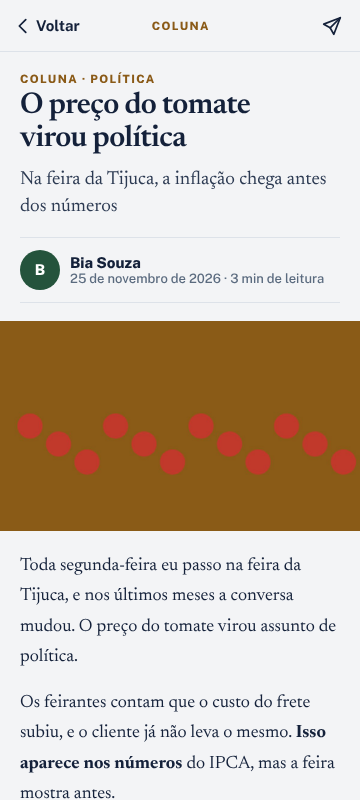 Voltar
COLUNA
COLUNA · POLÍTICA
O preço do tomate
virou política
Na feira da Tijuca, a inflação chega antes
dos números
B
Bia Souza
25 de novembro de 2026 · 3 min de leitura
Toda segunda-feira eu passo na feira da
Tijuca, e nos últimos meses a conversa
mudou. O preço do tomate virou assunto de
política.
Os feirantes contam que o custo do frete
subiu, e o cliente já não leva o mesmo. Isso
aparece nos números do IPCA, mas a feira
mostra antes.